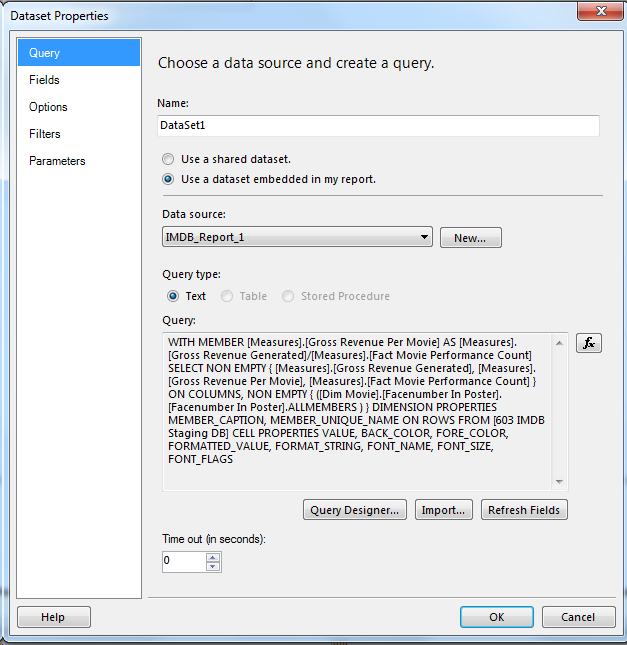 Dataset Properties
Query
Fields
Options
Filters
Parameters
Choose a data source and create a query.
Name:
DataSet1
Use a shared dataset.
Use a dataset embedded in my report.
Data source:
IMDB_Report_1
New...
Query type:
Text Table Stored Procedure
Query:
WITH MEMBER [Measures].[Gross Revenue Per Movie] AS [Measures].
[Gross Revenue Generated]/[Measures].[Fact Movie Performance Count]
SELECT NON EMPTY { [Measures].[Gross Revenue Generated], [Measures].
[Gross Revenue Per Movie], [Measures].[Fact Movie Performance Count] }
ON COLUMNS, NON EMPTY { ([Dim Movie].[Facenumber In Poster].
[Facenumber In Poster].ALLMEMBERS ) } DIMENSION PROPERTIES
MEMBER_CAPTION, MEMBER_UNIQUE_NAME ON ROWS FROM [603 IMDB
Staging DB] CELL PROPERTIES VALUE, BACK_COLOR, FORE_COLOR,
FORMATTED_VALUE, FORMAT_STRING, FONT_NAME, FONT_SIZE,
FONT_FLAGS
fx
Query Designer... Import... Refresh Fields
Time out (in seconds):
0
Help OK Cancel